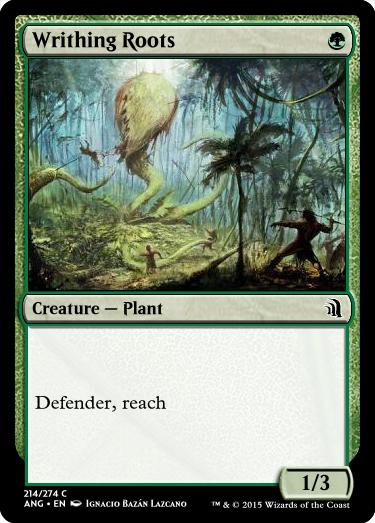 Writhing Roots
Creature — Plant
Defender, reach
1/3
214/274 C
ANG • EN Ignacio Bazán Lazcano
™ & © 2015 Wizards of the Coast